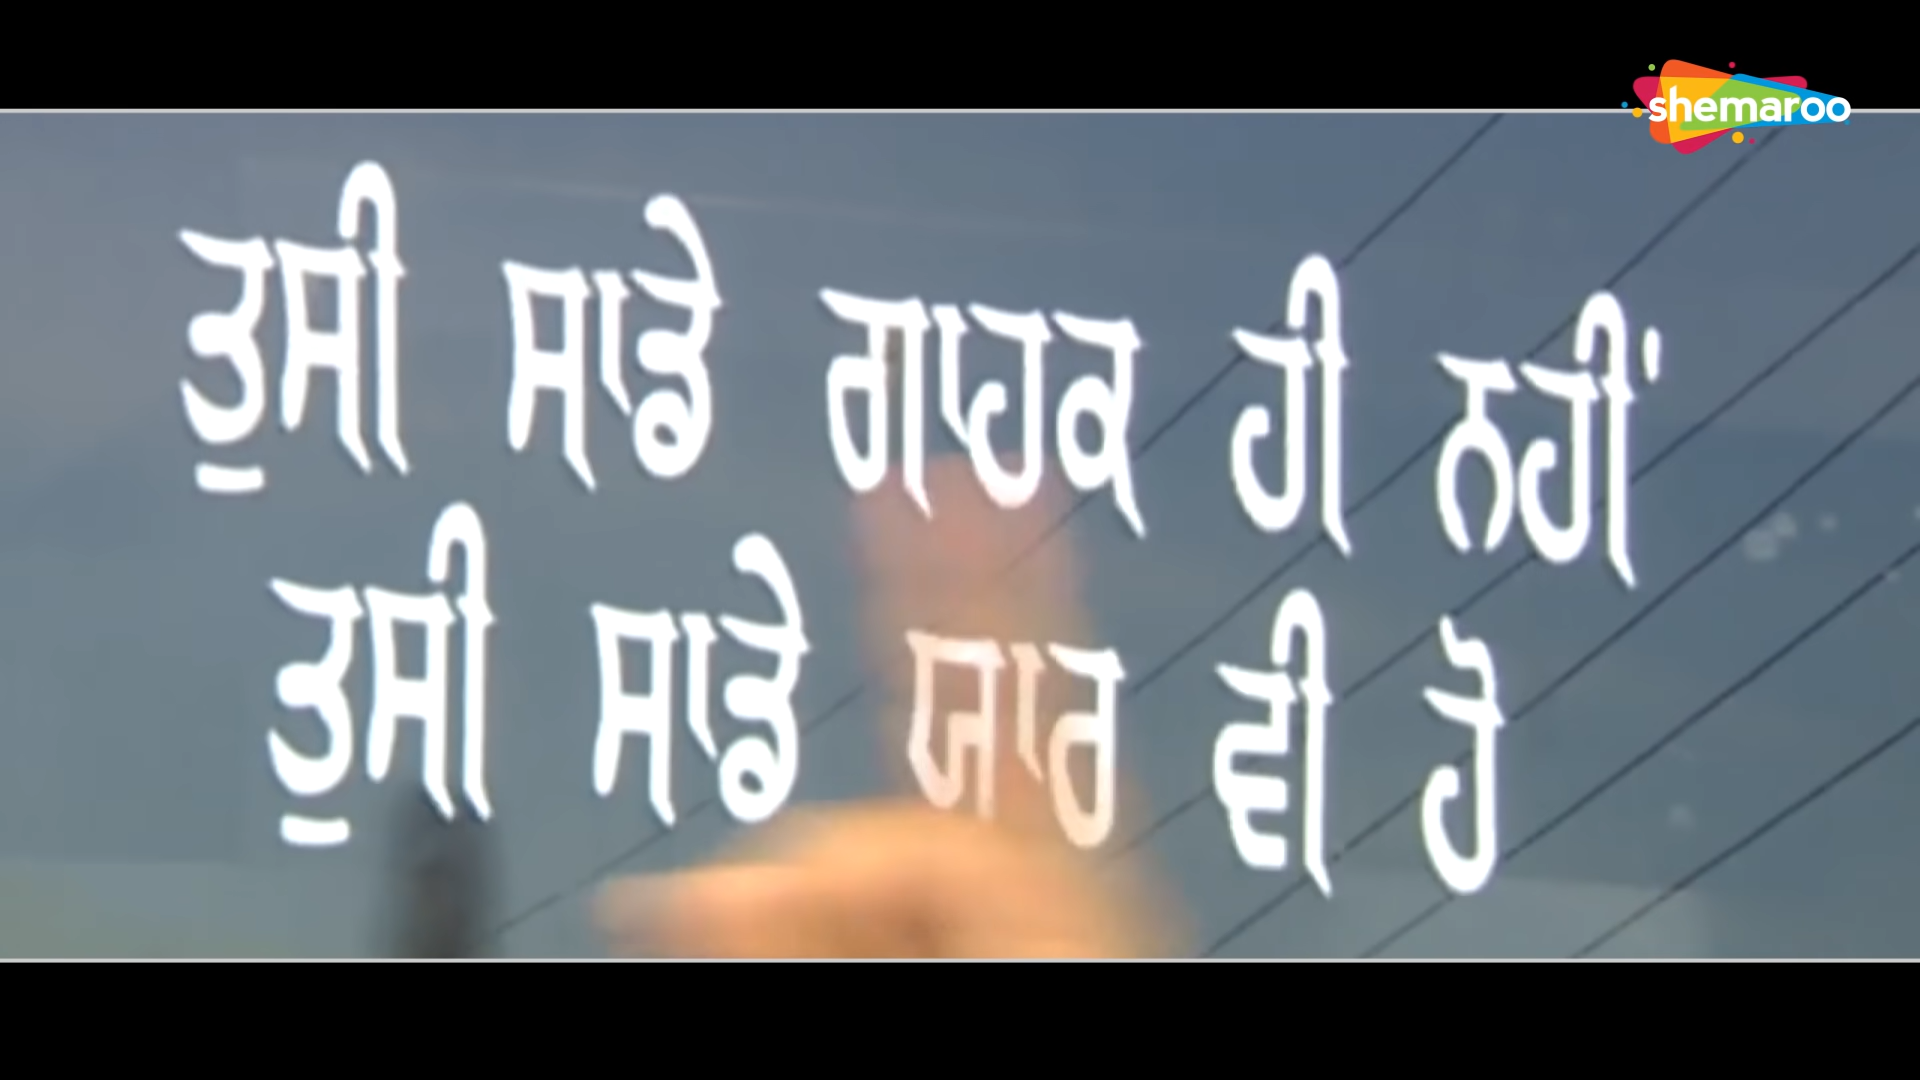 shemaroo
ਤੁਸੀ ਸਾਡੇ ਗਾਹਕ ਹੀ ਨਹੀਂ
ਤੁਸੀ ਸਾਡੇ ਯਾਰ ਵੀ ਹੋ